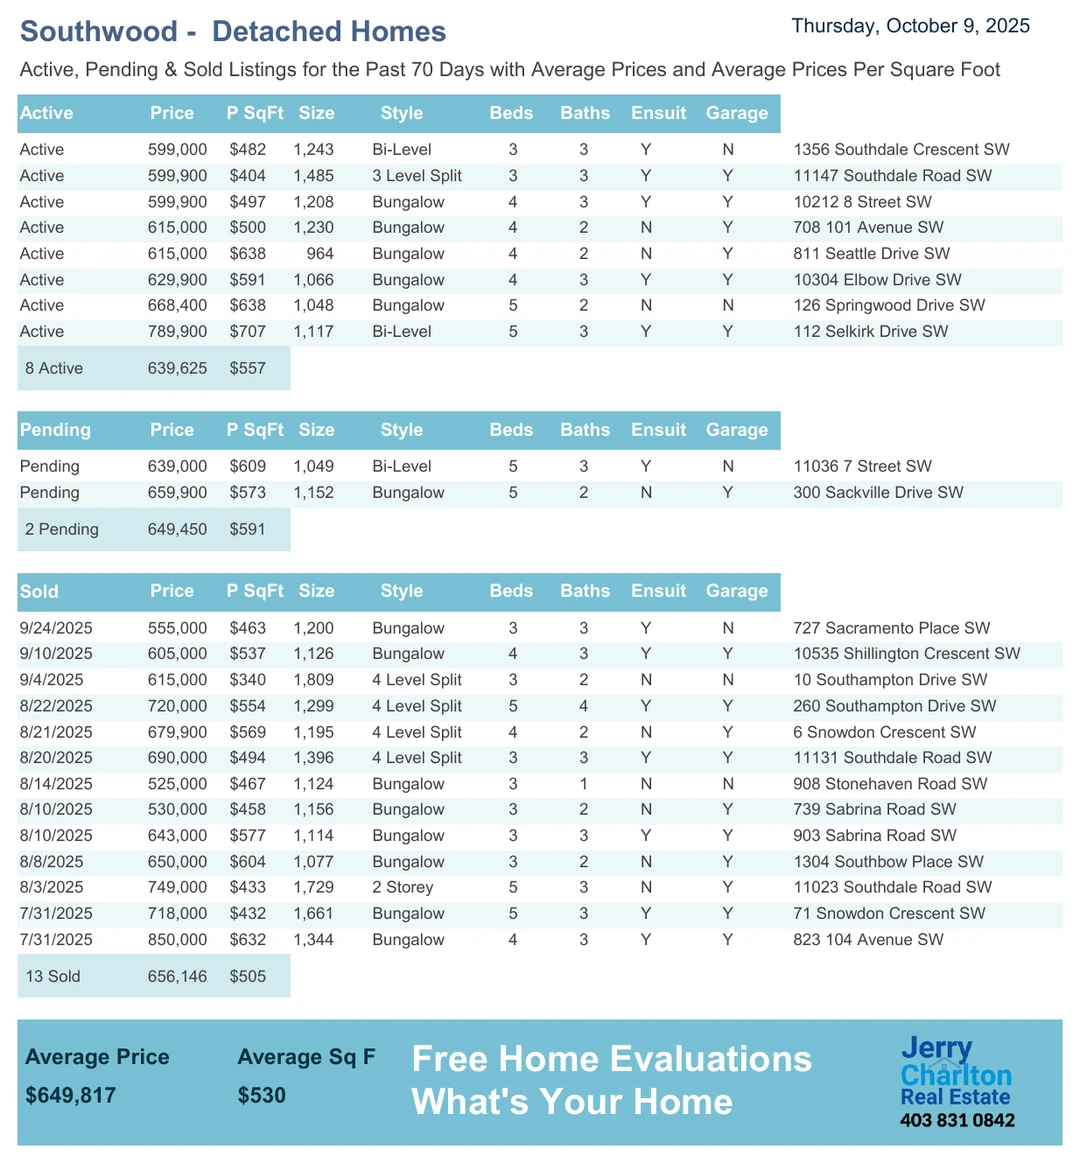 Southwood - Detached Homes
Thursday, October 9, 2025
Active, Pending & Sold Listings for the Past 70 Days with Average Prices and Average Prices Per Square Foot
Active Price P SqFt Size Style Beds Baths Ensuit Garage
Active 599,000 $482 1,243 Bi-Level 3 3 Y N 1356 Southdale Crescent SW
Active 599,900 $404 1,485 3 Level Split 3 3 Y Y 11147 Southdale Road SW
Active 599,900 $497 1,208 Bungalow 4 3 Y Y 10212 8 Street SW
Active 615,000 $500 1,230 Bungalow 4 2 N Y 708 101 Avenue SW
Active 615,000 $638 964 Bungalow 4 2 N Y 811 Seattle Drive SW
Active 629,900 $591 1,066 Bungalow 4 3 Y Y 10304 Elbow Drive SW
Active 668,400 $638 1,048 Bungalow 5 2 N N 126 Springwood Drive SW
Active 789,900 $707 1,117 Bi-Level 5 3 Y Y 112 Selkirk Drive SW
8 Active 639,625 $557
Pending Price P SqFt Size Style Beds Baths Ensuit Garage
Pending 639,000 $609 1,049 Bi-Level 5 3 Y N 11036 7 Street SW
Pending 659,900 $573 1,152 Bungalow 5 2 N Y 300 Sackville Drive SW
2 Pending 649,450 $591
Sold Price P SqFt Size Style Beds Baths Ensuit Garage
9/24/2025 555,000 $463 1,200 Bungalow 3 3 Y N 727 Sacramento Place SW
9/10/2025 605,000 $537 1,126 Bungalow 4 3 Y Y 10535 Shillington Crescent SW
9/4/2025 615,000 $340 1,809 4 Level Split 3 2 N N 10 Southampton Drive SW
8/22/2025 720,000 $554 1,299 4 Level Split 5 4 Y Y 260 Southampton Drive SW
8/21/2025 679,900 $569 1,195 4 Level Split 4 2 N Y 6 Snowdon Crescent SW
8/20/2025 690,000 $494 1,396 4 Level Split 3 3 Y Y 11131 Southdale Road SW
8/14/2025 525,000 $467 1,124 Bungalow 3 1 N N 908 Stonehaven Road SW
8/10/2025 530,000 $458 1,156 Bungalow 3 2 N Y 739 Sabrina Road SW
8/10/2025 643,000 $577 1,114 Bungalow 3 3 Y Y 903 Sabrina Road SW
8/8/2025 650,000 $604 1,077 Bungalow 3 2 N Y 1304 Southbow Place SW
8/3/2025 749,000 $433 1,729 2 Storey 5 3 N Y 11023 Southdale Road SW
7/31/2025 718,000 $432 1,661 Bungalow 5 3 Y Y 71 Snowdon Crescent SW
7/31/2025 850,000 $632 1,344 Bungalow 4 3 Y Y 823 104 Avenue SW
13 Sold 656,146 $505
Average Price Average Sq F
$649,817 $530
Free Home Evaluations
What's Your Home
Jerry
Charlton
Real Estate
403 831 0842